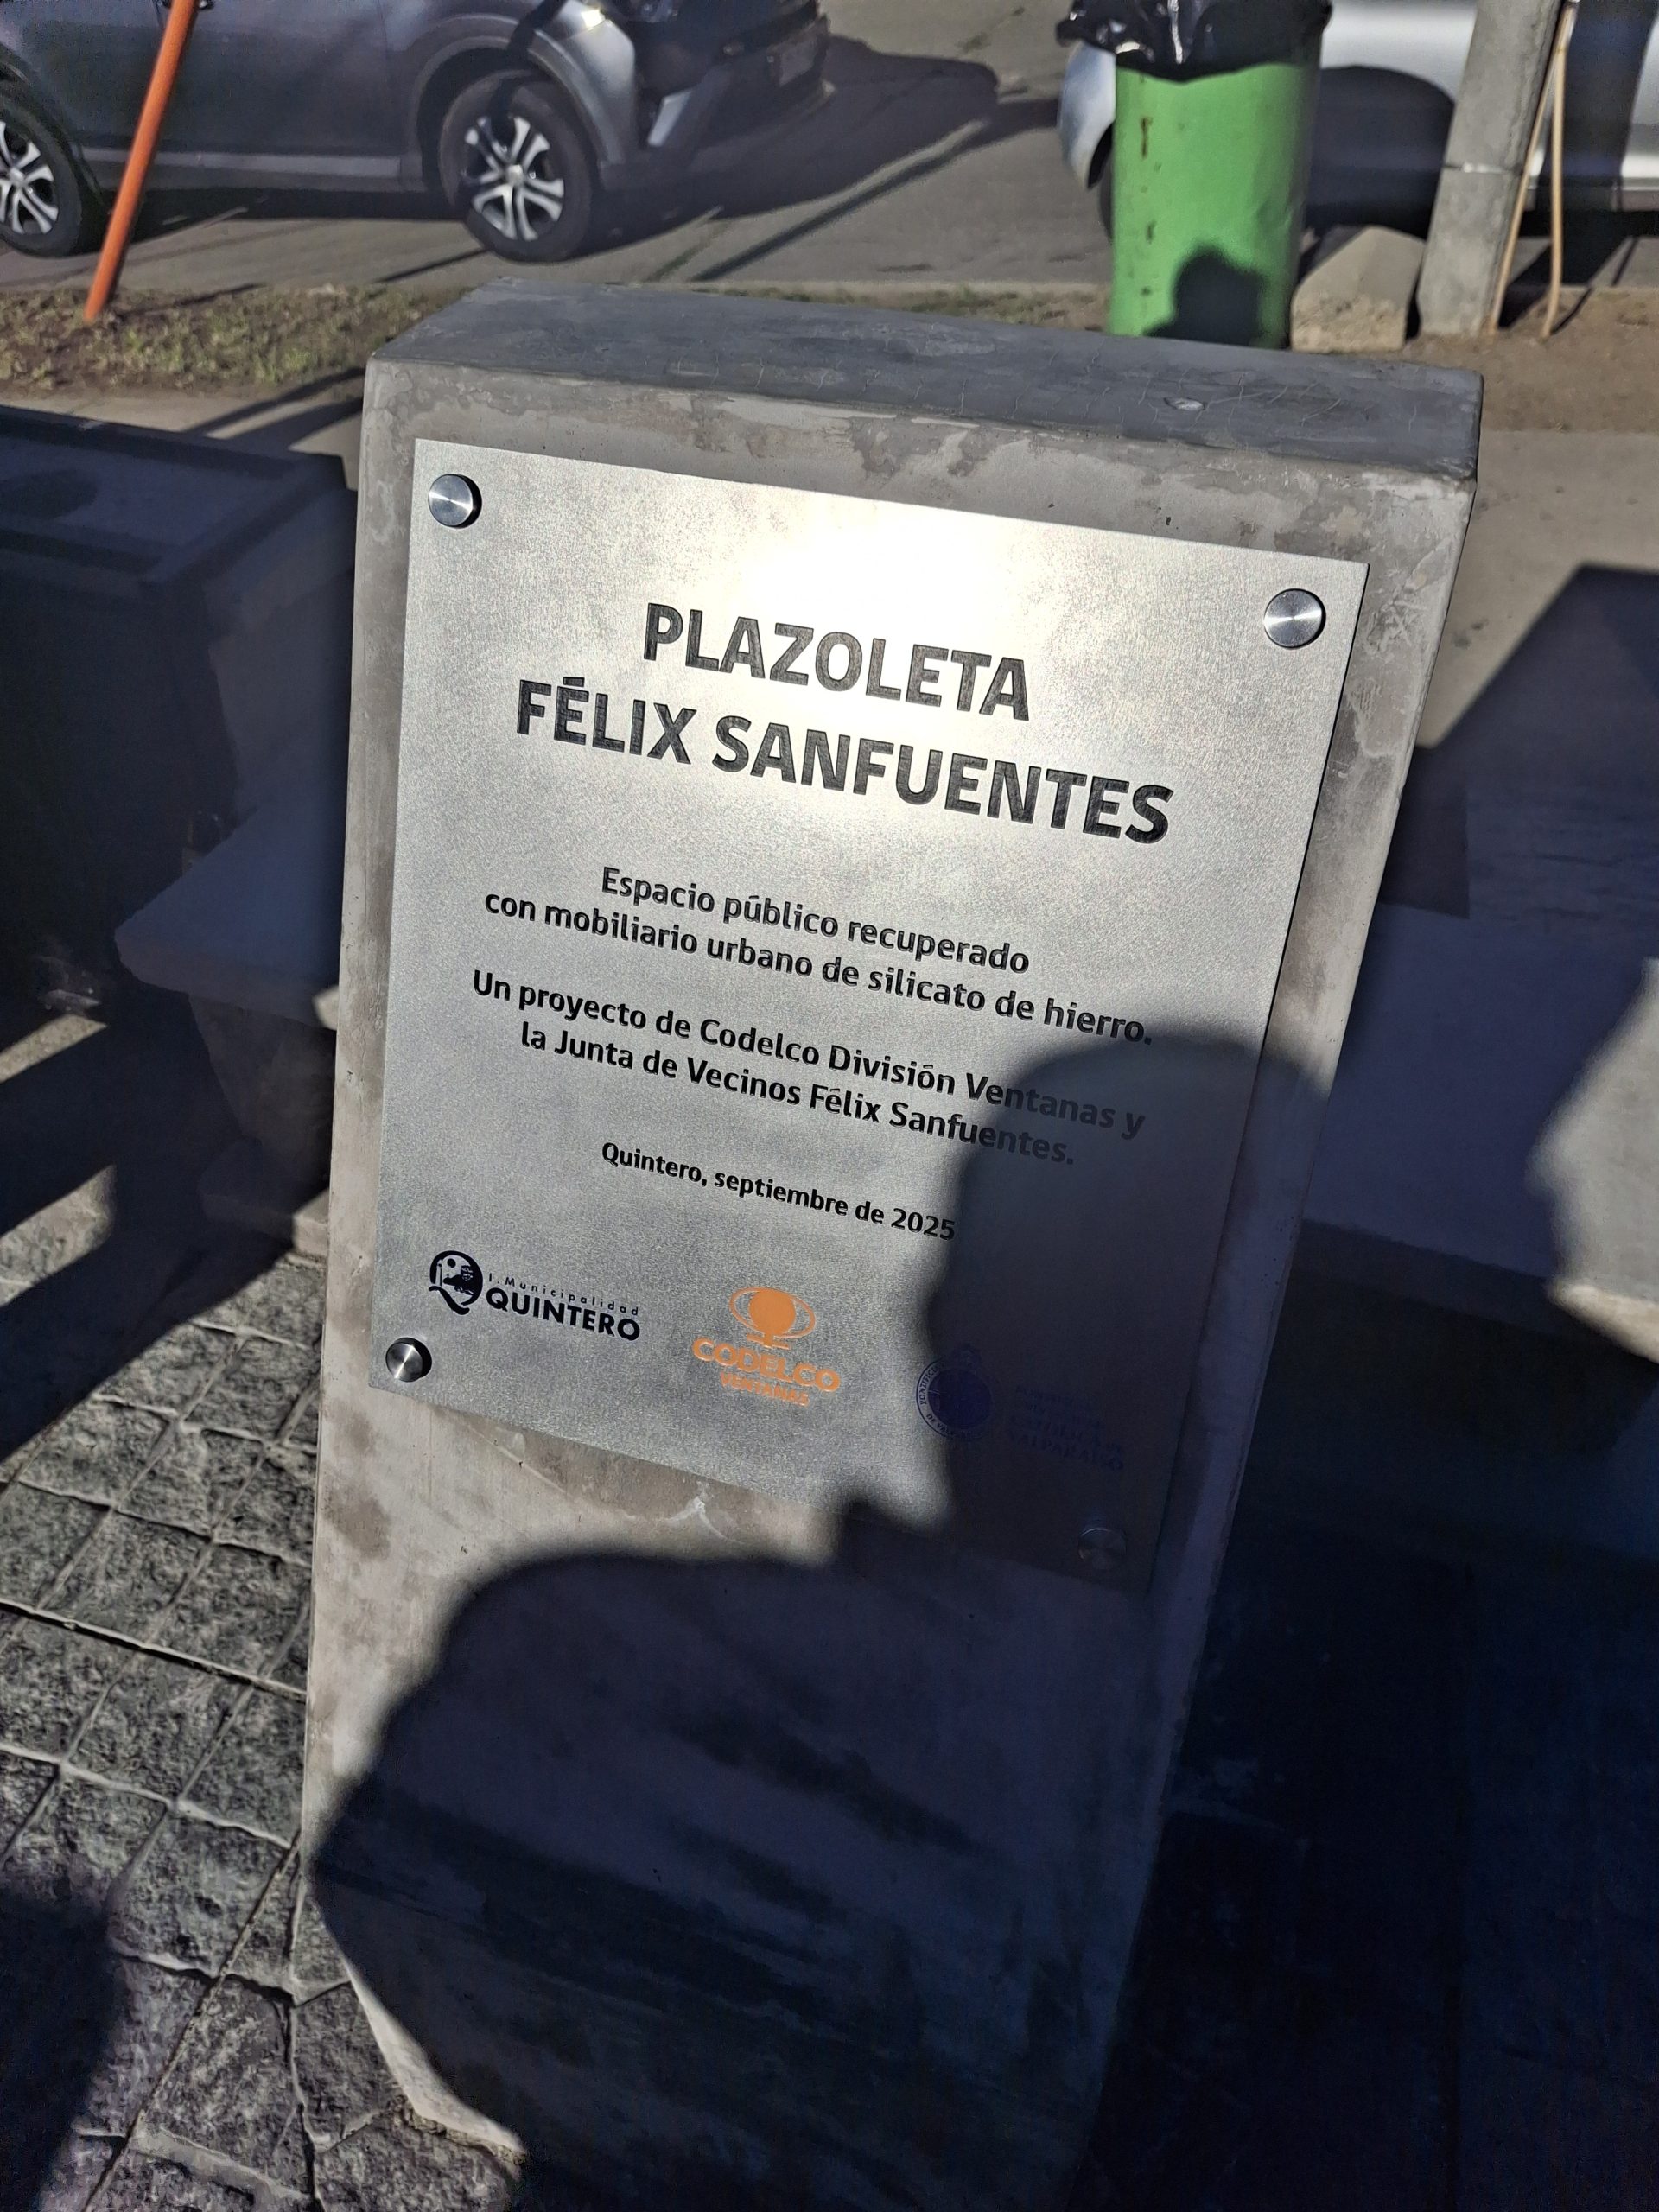 PLAZOLETA
FÉLIX SANFUENTES
Espacio público recuperado
con mobiliario urbano de silicato de hierro.
Un proyecto de Codelco División Ventanas y
la Junta de Vecinos Félix Sanfuentes.
Quintero, septiembre de 2025
I. Municipalidad
QUINTERO
CODELCO
VENTANAS
VALPARAÍSO